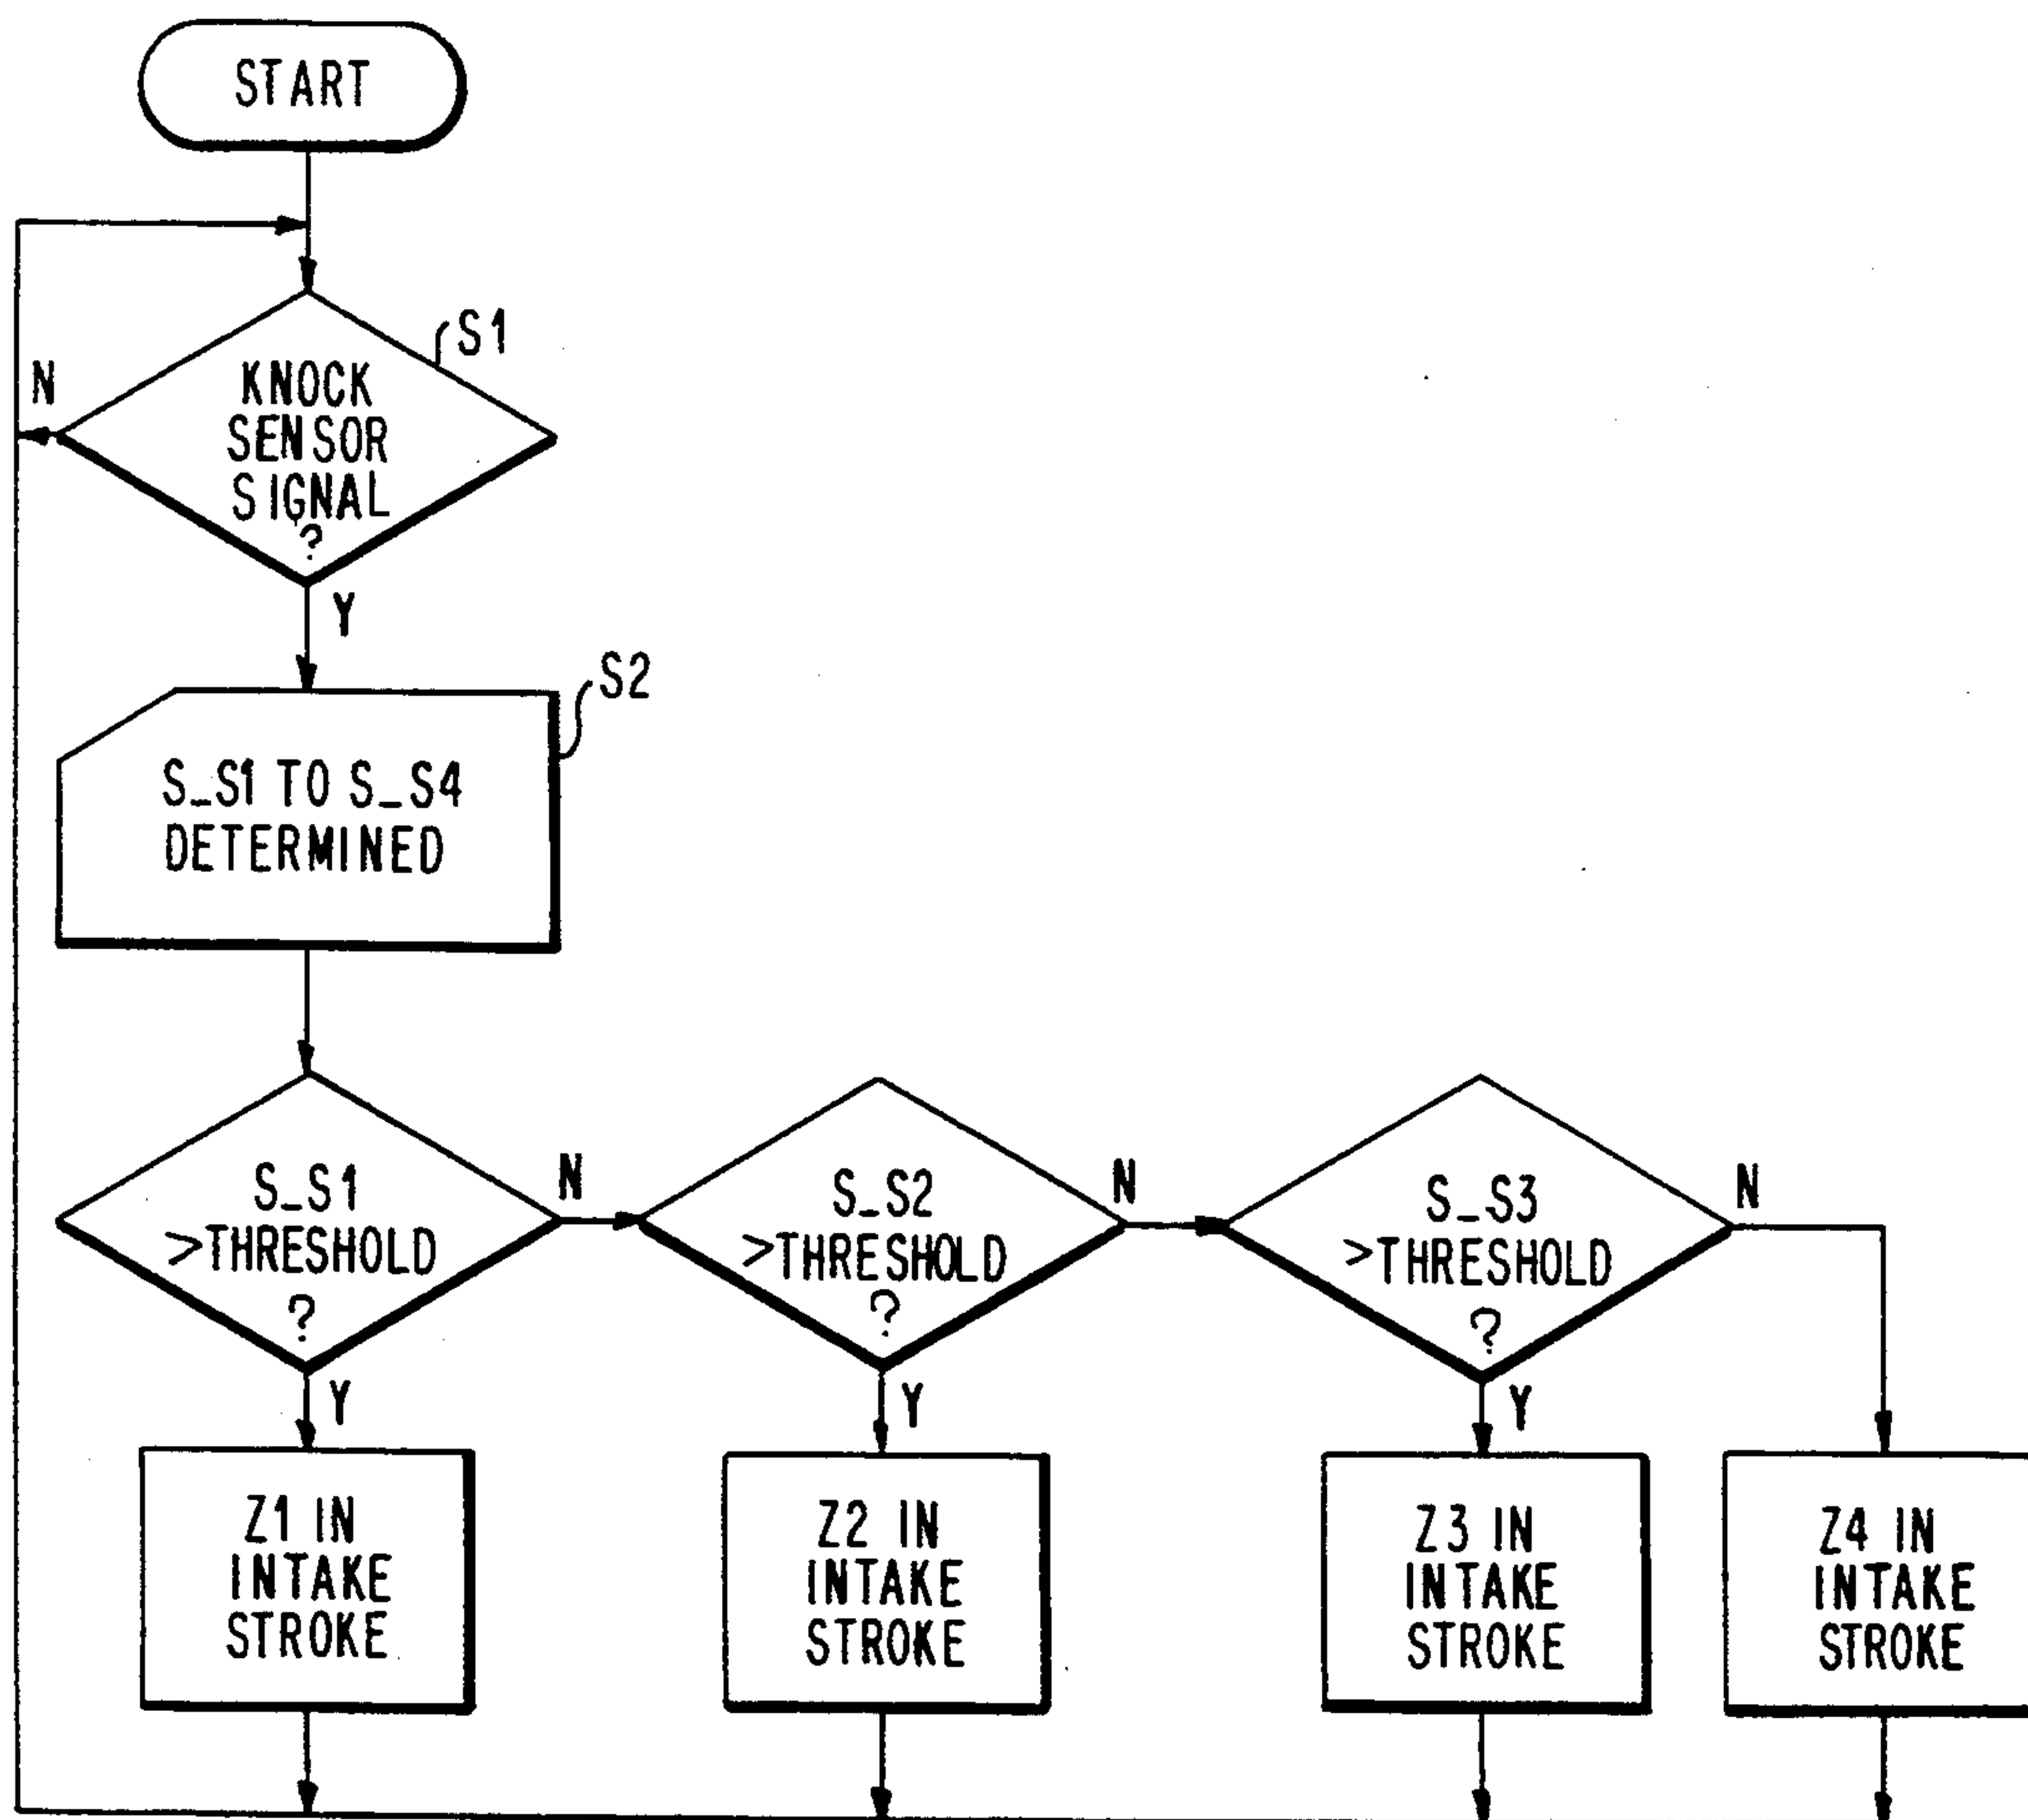 START
S1
N
KNOCK
SENSOR
SIGNAL
?
Y
S2
S_S1 TO S_S4
DETERMINED
S_S1
>THRESHOLD
?
N
Y
S_S2
>THRESHOLD
?
N
Y
S_S3
>THRESHOLD
?
N
Y
Z1 IN
INTAKE
STROKE
Z2 IN
INTAKE
STROKE
Z3 IN
INTAKE
STROKE
Z4 IN
INTAKE
STROKE